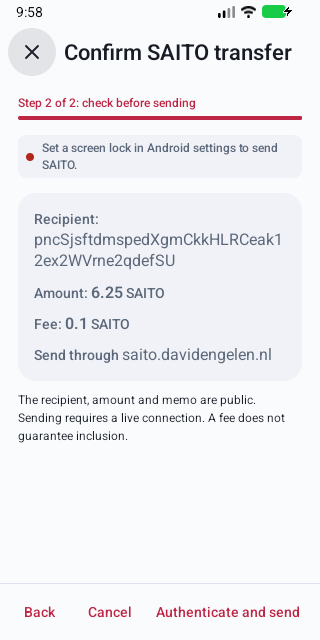 9:58
Confirm SAITO transfer
Step 2 of 2: check before sending
Set a screen lock in Android settings to send
SAITO.
Recipient:
pncSjsftdmspedXgmCkkHLRCeak1
2ex2WVrne2qdefSU
Amount: 6.25 SAITO
Fee: 0.1 SAITO
Send through saito.davidengelen.nl
The recipient, amount and memo are public.
Sending requires a live connection. A fee does not
guarantee inclusion.
Back
Cancel
Authenticate and send